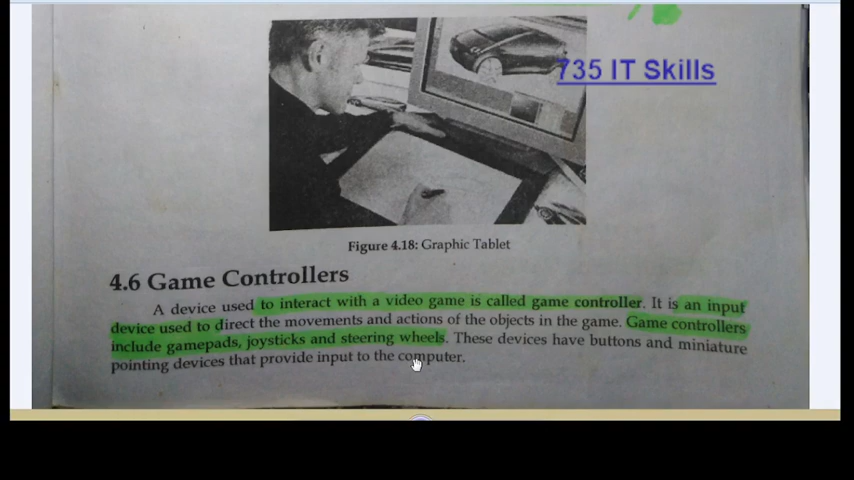 735 IT Skills
Figure 4.18: Graphic Tablet
4.6 Game Controllers
A device used to interact with a video game is called game controller. It is an input
device used to direct the movements and actions of the objects in the game. Game controllers
include gamepads, joysticks and steering wheels. These devices have buttons and miniature
pointing devices that provide input to the computer.